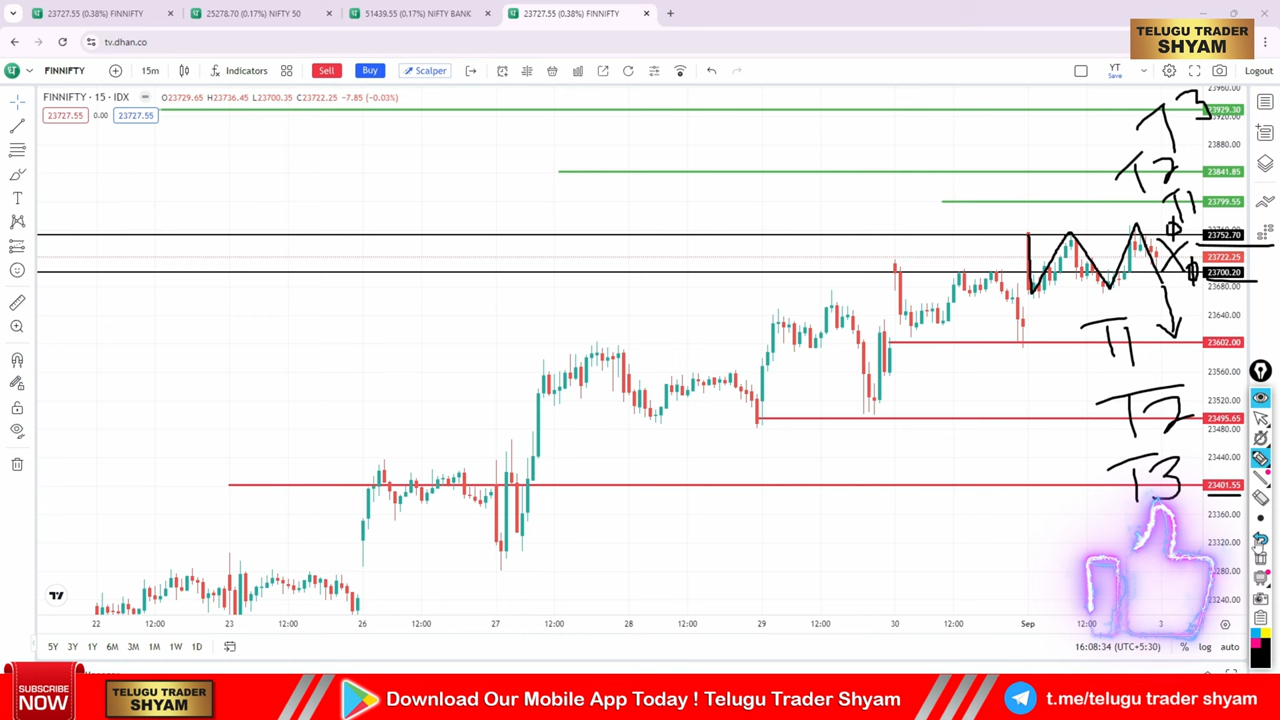 23727.55 (0.38%) FINNIFTY
25278.70 (0.17%) NIFTY 50
51439.55 (0.17%) NIFTY BANK
23727.55 (0.38%) FINNIFTY
tv.dhan.co
TELUGU TRADER
SHYAM
FINNIFTY
15m
Indicators
Sell
Buy
Scalper
YT
Save
Logout
FINNIFTY · 15 · IDX
O23729.65 H23736.45 L23700.35 C23722.25 -7.85 (-0.03%)
23727.55
0.00
23727.55
23929.30
23920.00
T3
23880.00
T2
23841.85
23799.55
T1
23752.70
23722.25
23700.20
23680.00
23640.00
T1
23602.00
23560.00
23520.00
T2
23495.65
23480.00
23440.00
T3
23401.55
23360.00
23320.00
23280.00
23240.00
22
12:00
23
12:00
26
12:00
27
28
12:00
29
12:00
30
12:00
Sep
12:00
3
5Y
3Y
1Y
6M
3M
1M
1W
1D
16:08:34 (UTC+5:30)
%
log
auto
SUBSCRIBE
NOW
TELUGU TRADER
SHYAM
Download Our Mobile App Today ! Telugu Trader Shyam
t.me/telugu trader shyam